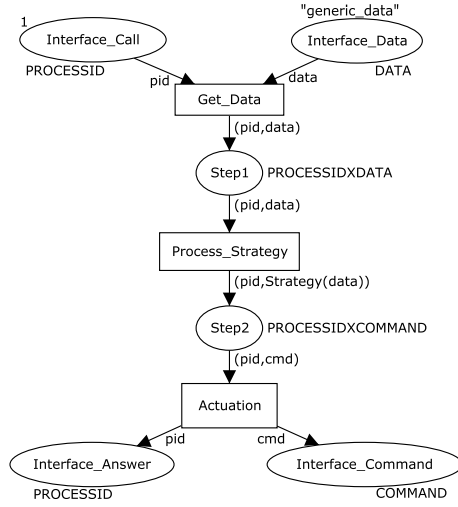 1
"generic_data"
Interface_Call
Interface_Data
PROCESSID
pid
data
DATA
Get_Data
(pid,data)
Step1
PROCESSIDXDATA
(pid,data)
Process_Strategy
(pid,Strategy(data))
Step2
PROCESSIDXCOMMAND
(pid,cmd)
Actuation
pid
cmd
Interface_Answer
Interface_Command
PROCESSID
COMMAND